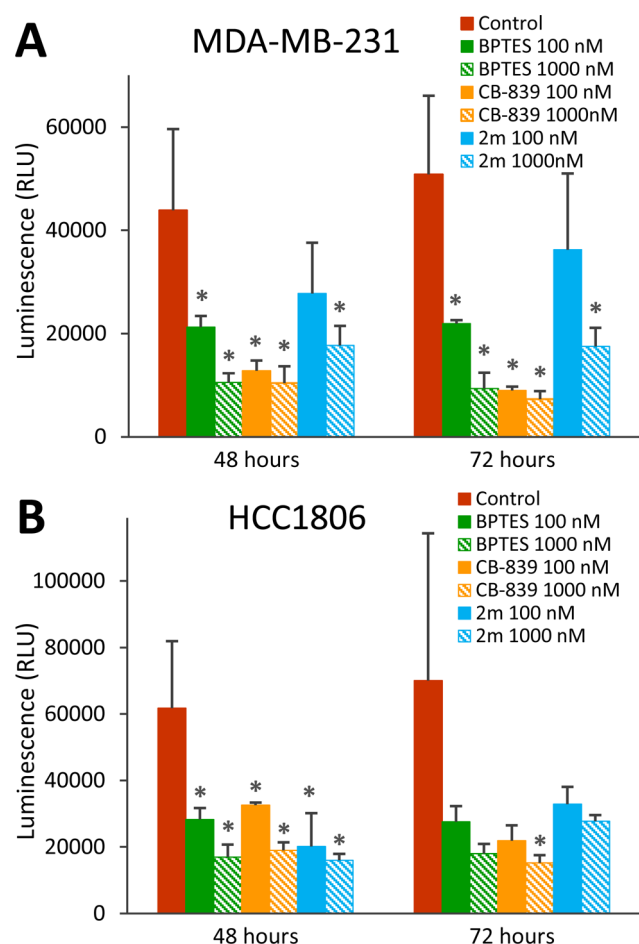 A
MDA-MB-231
Control
BPTES 100 nM
BPTES 1000 nM
CB-839 100 nM
CB-839 1000nM
2m 100 nM
2m 1000nM
Luminescence (RLU)
60000
40000
20000
0
* * * * *
* * * * *
48 hours
72 hours
B
HCC1806
Control
BPTES 100 nM
BPTES 1000 nM
CB-839 100 nM
CB-839 1000 nM
2m 100 nM
2m 1000 nM
Luminescence (RLU)
100000
80000
60000
40000
20000
0
* * * * * *
*
48 hours
72 hours